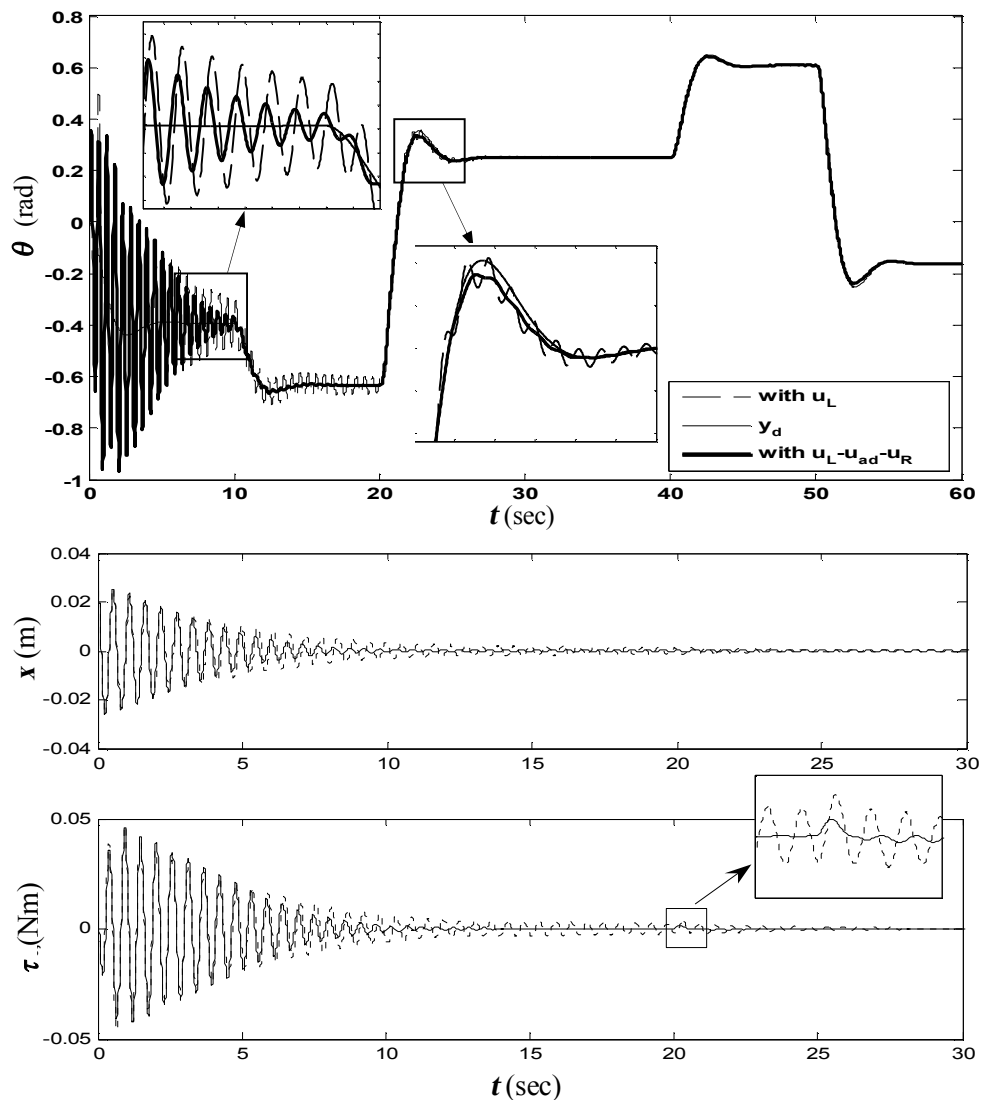 0.8
0.6
0.4
0.2
0
-0.2
-0.4
-0.6
-0.8
-1
θ (rad)
with u_L
y_d
with u_L-u_ad-u_R
0 10 20 30 40 50 60
t (sec)
0.04
0.02
0
-0.02
-0.04
x (m)
0 5 10 15 20 25 30
0.05
0
-0.05
τ (Nm)
0 5 10 15 20 25 30
t (sec)